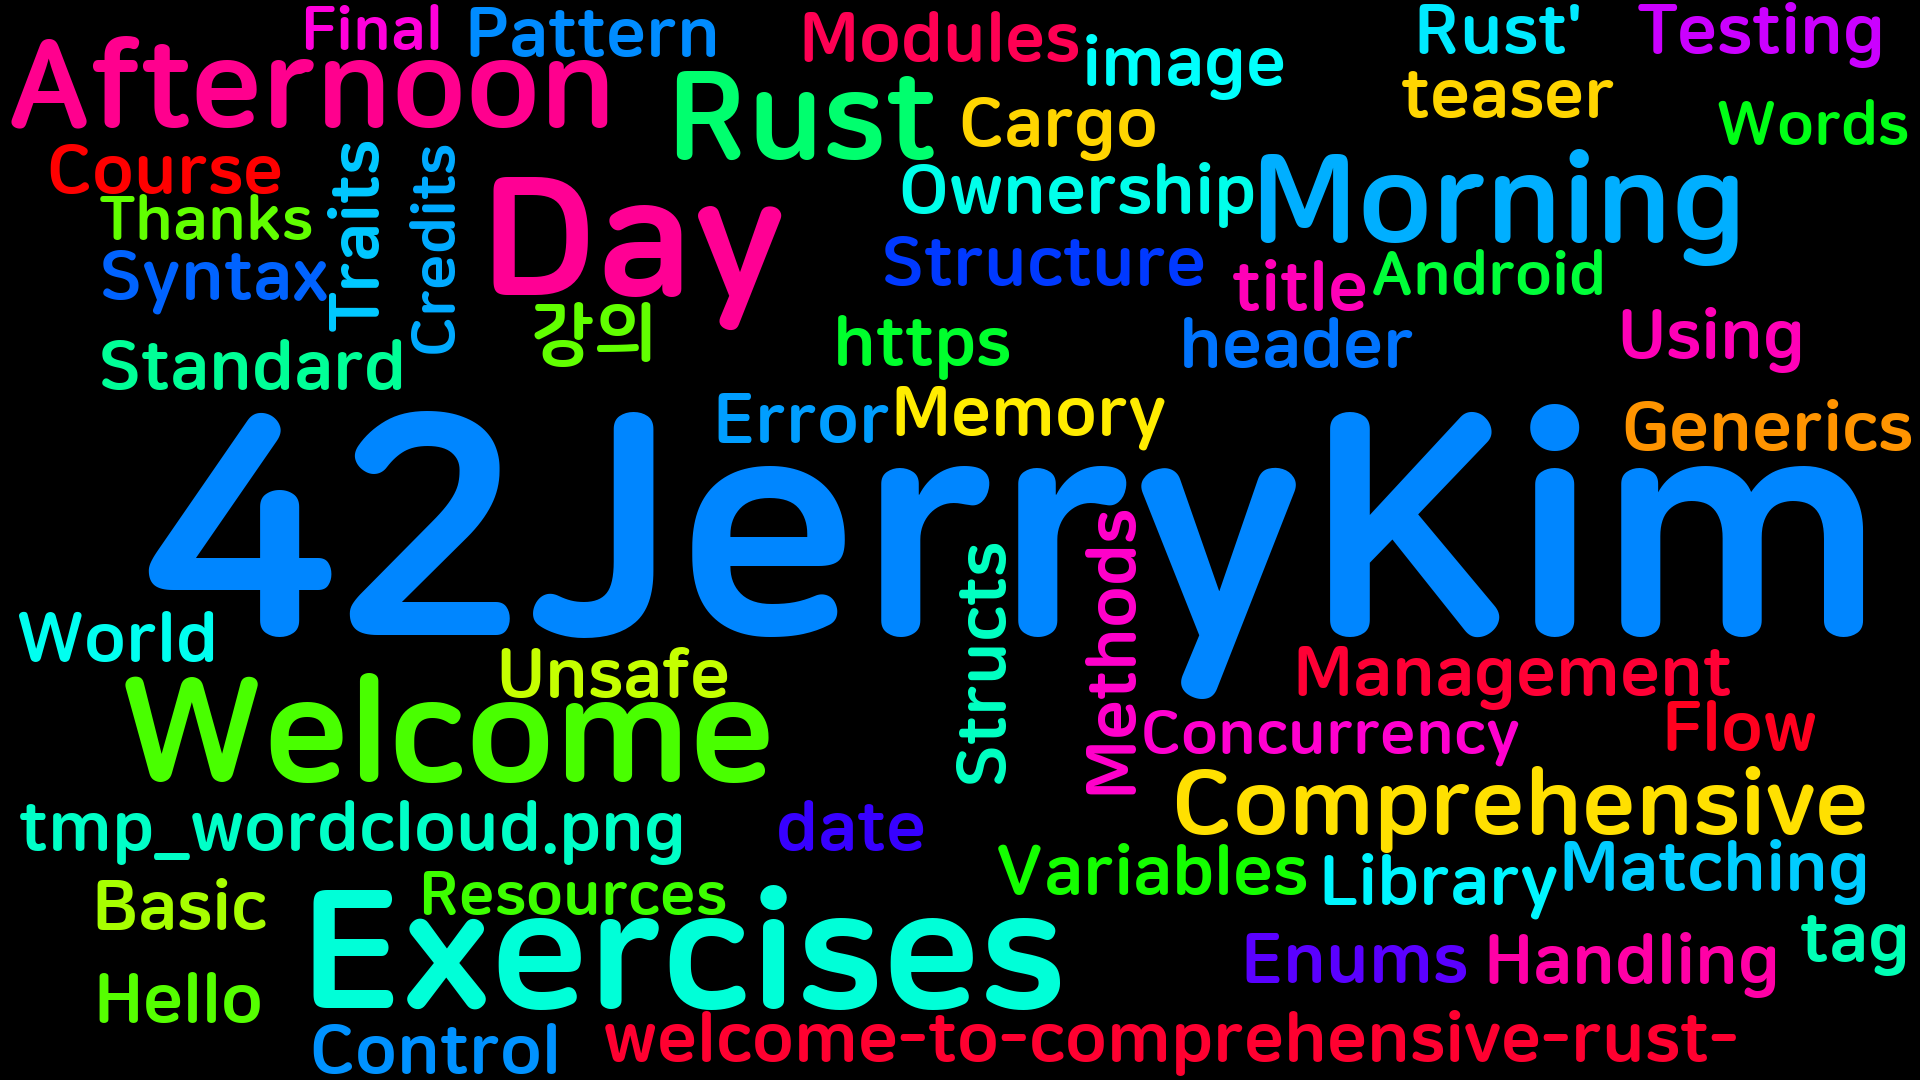 Final
Pattern
Modules
image
Rust'
Testing
Afternoon
Rust
Cargo
teaser
Words
Course
Thanks
Traits
Credits
Day
Ownership
Morning
Syntax
Structure
title
Android
강의
https
header
Using
Standard
Error
Memory
Generics
42JerryKim
Structs
Methods
World
Unsafe
Management
Welcome
Concurrency
Flow
Comprehensive
tmp_wordcloud.png
date
Variables
Library
Matching
Basic
Resources
Exercises
Enums
Handling
tag
Hello
Control
welcome-to-comprehensive-rust-